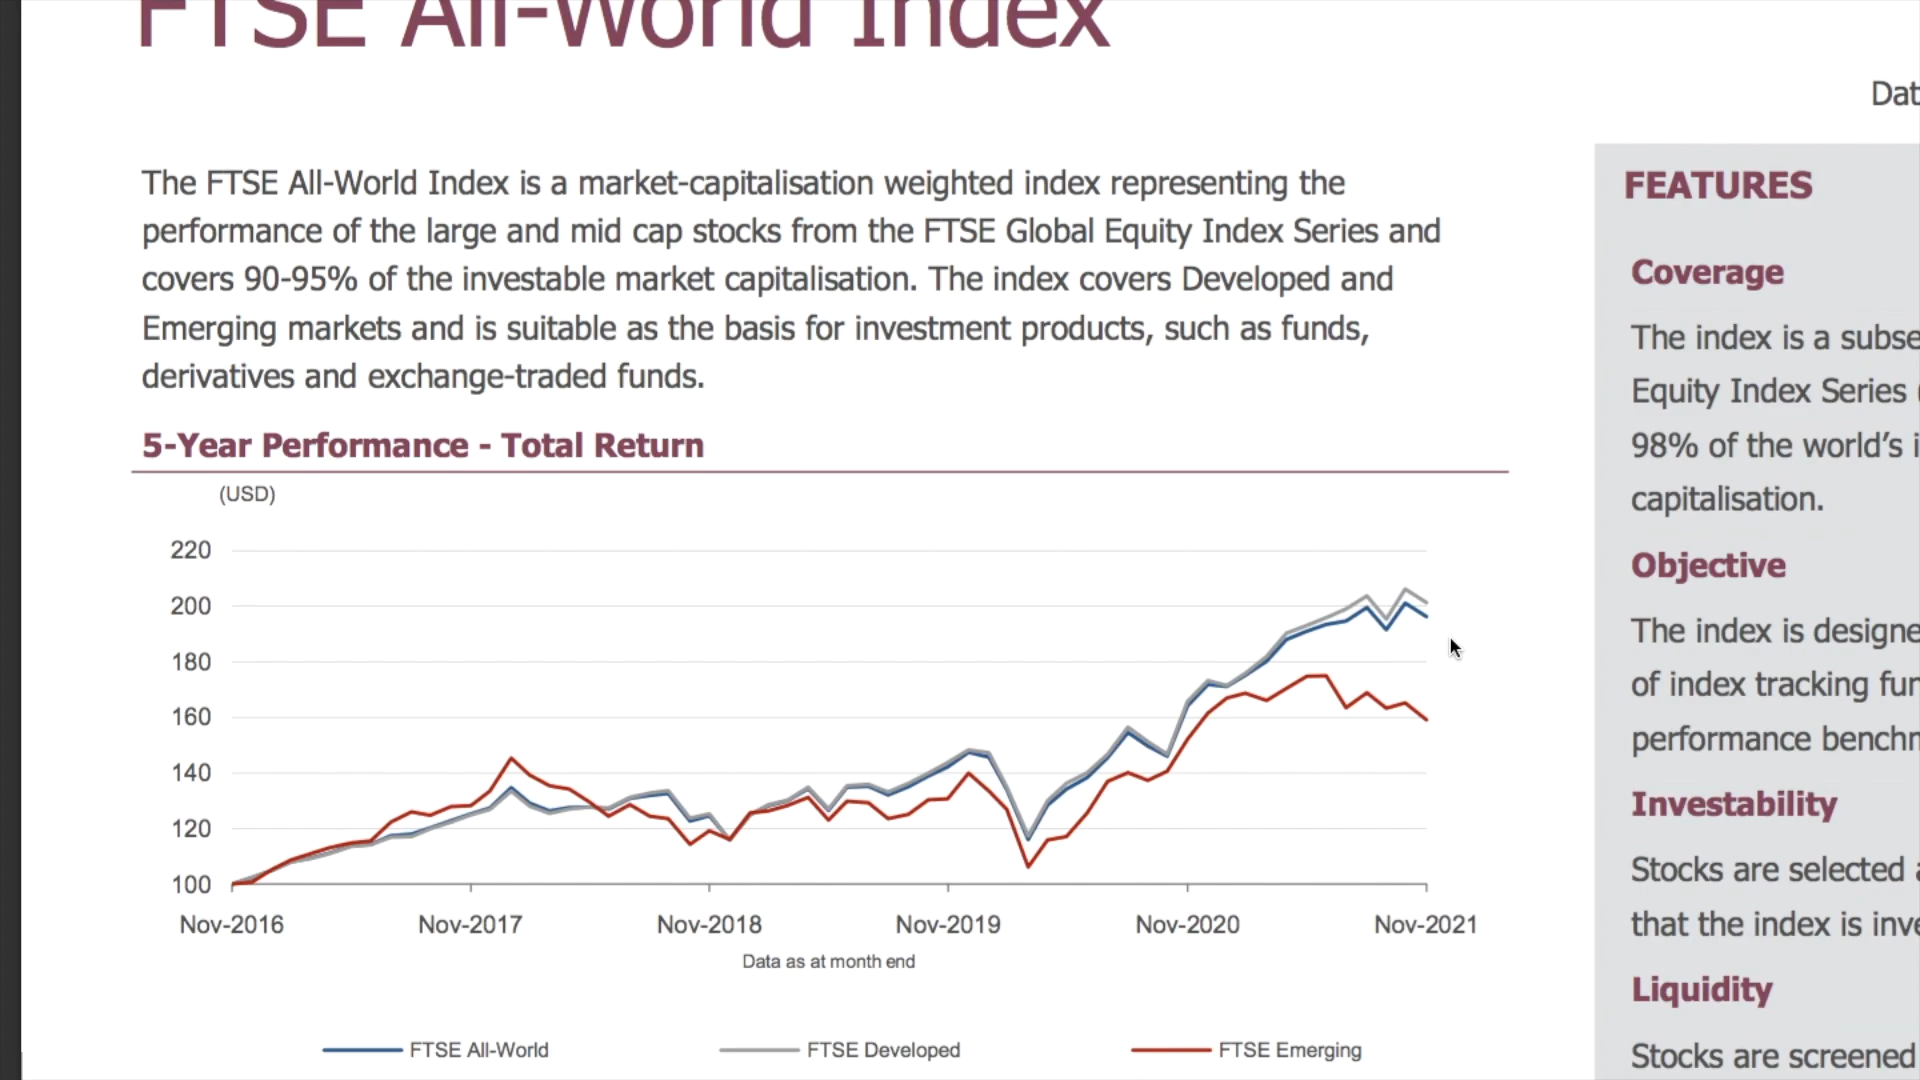 FTSE All-World Index
Dat
The FTSE All-World Index is a market-capitalisation weighted index representing the
performance of the large and mid cap stocks from the FTSE Global Equity Index Series and
covers 90-95% of the investable market capitalisation. The index covers Developed and
Emerging markets and is suitable as the basis for investment products, such as funds,
derivatives and exchange-traded funds.
5-Year Performance - Total Return
(USD)
220
200
180
160
140
120
100
Nov-2016 Nov-2017 Nov-2018 Nov-2019 Nov-2020 Nov-2021
Data as at month end
FTSE All-World FTSE Developed FTSE Emerging
FEATURES
Coverage
The index is a subse
Equity Index Series
98% of the world’s i
capitalisation.
Objective
The index is designe
of index tracking fun
performance benchm
Investability
Stocks are selected a
that the index is inve
Liquidity
Stocks are screened